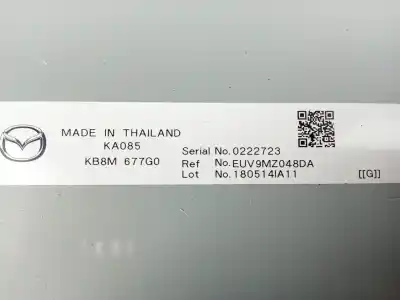 MADE IN THAILAND
KA085
KB8M 677G0
Serial No. 0222723
Ref No. EUV9MZ048DA
Lot No. 180514IA11
[[G]]